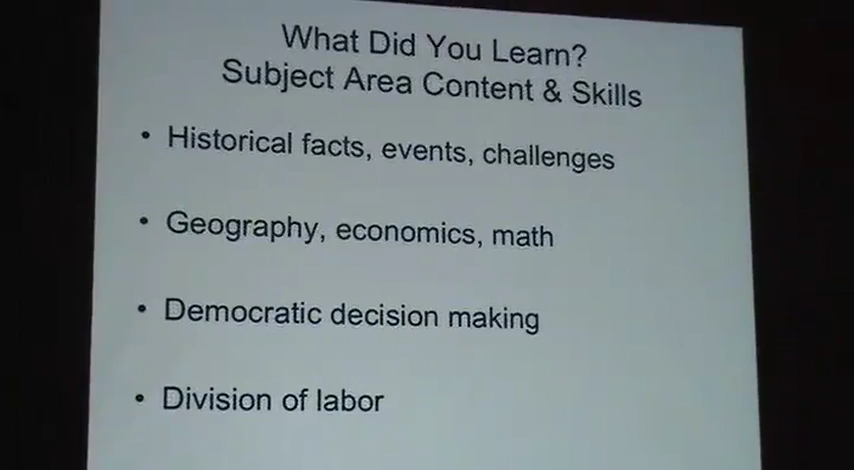 What Did You Learn?
Subject Area Content & Skills
• Historical facts, events, challenges
• Geography, economics, math
• Democratic decision making
• Division of labor